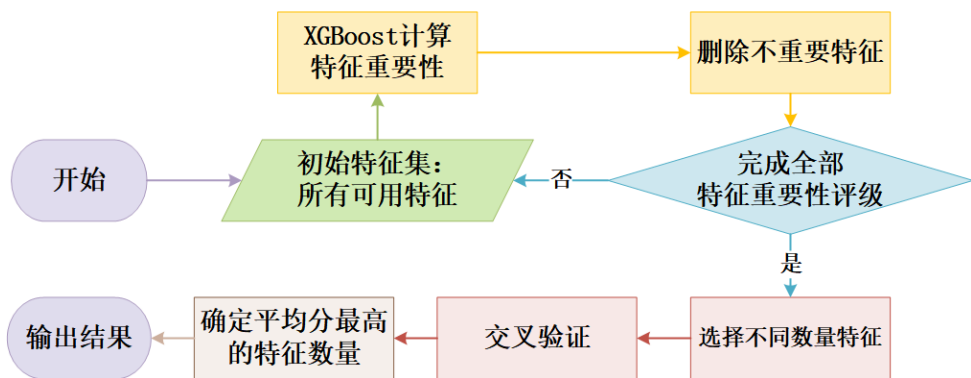 XGBoost计算
特征重要性
删除不重要特征
开始
初始特征集：
所有可用特征
否
完成全部
特征重要性评级
是
输出结果
确定平均分最高
的特征数量
交叉验证
选择不同数量特征